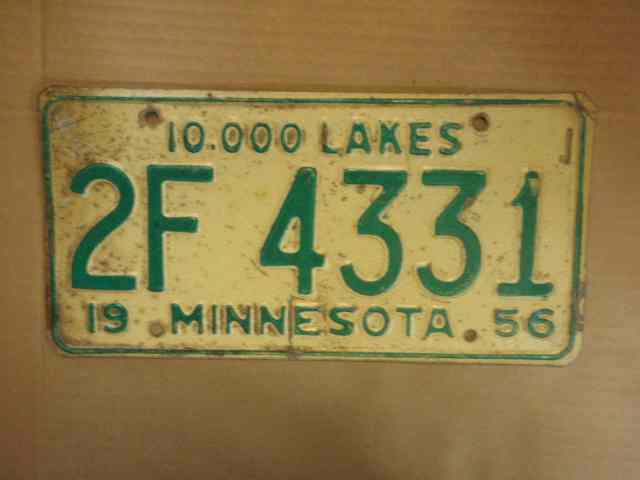 10.000 LAKES
2F 4331
19 MINNESOTA 56